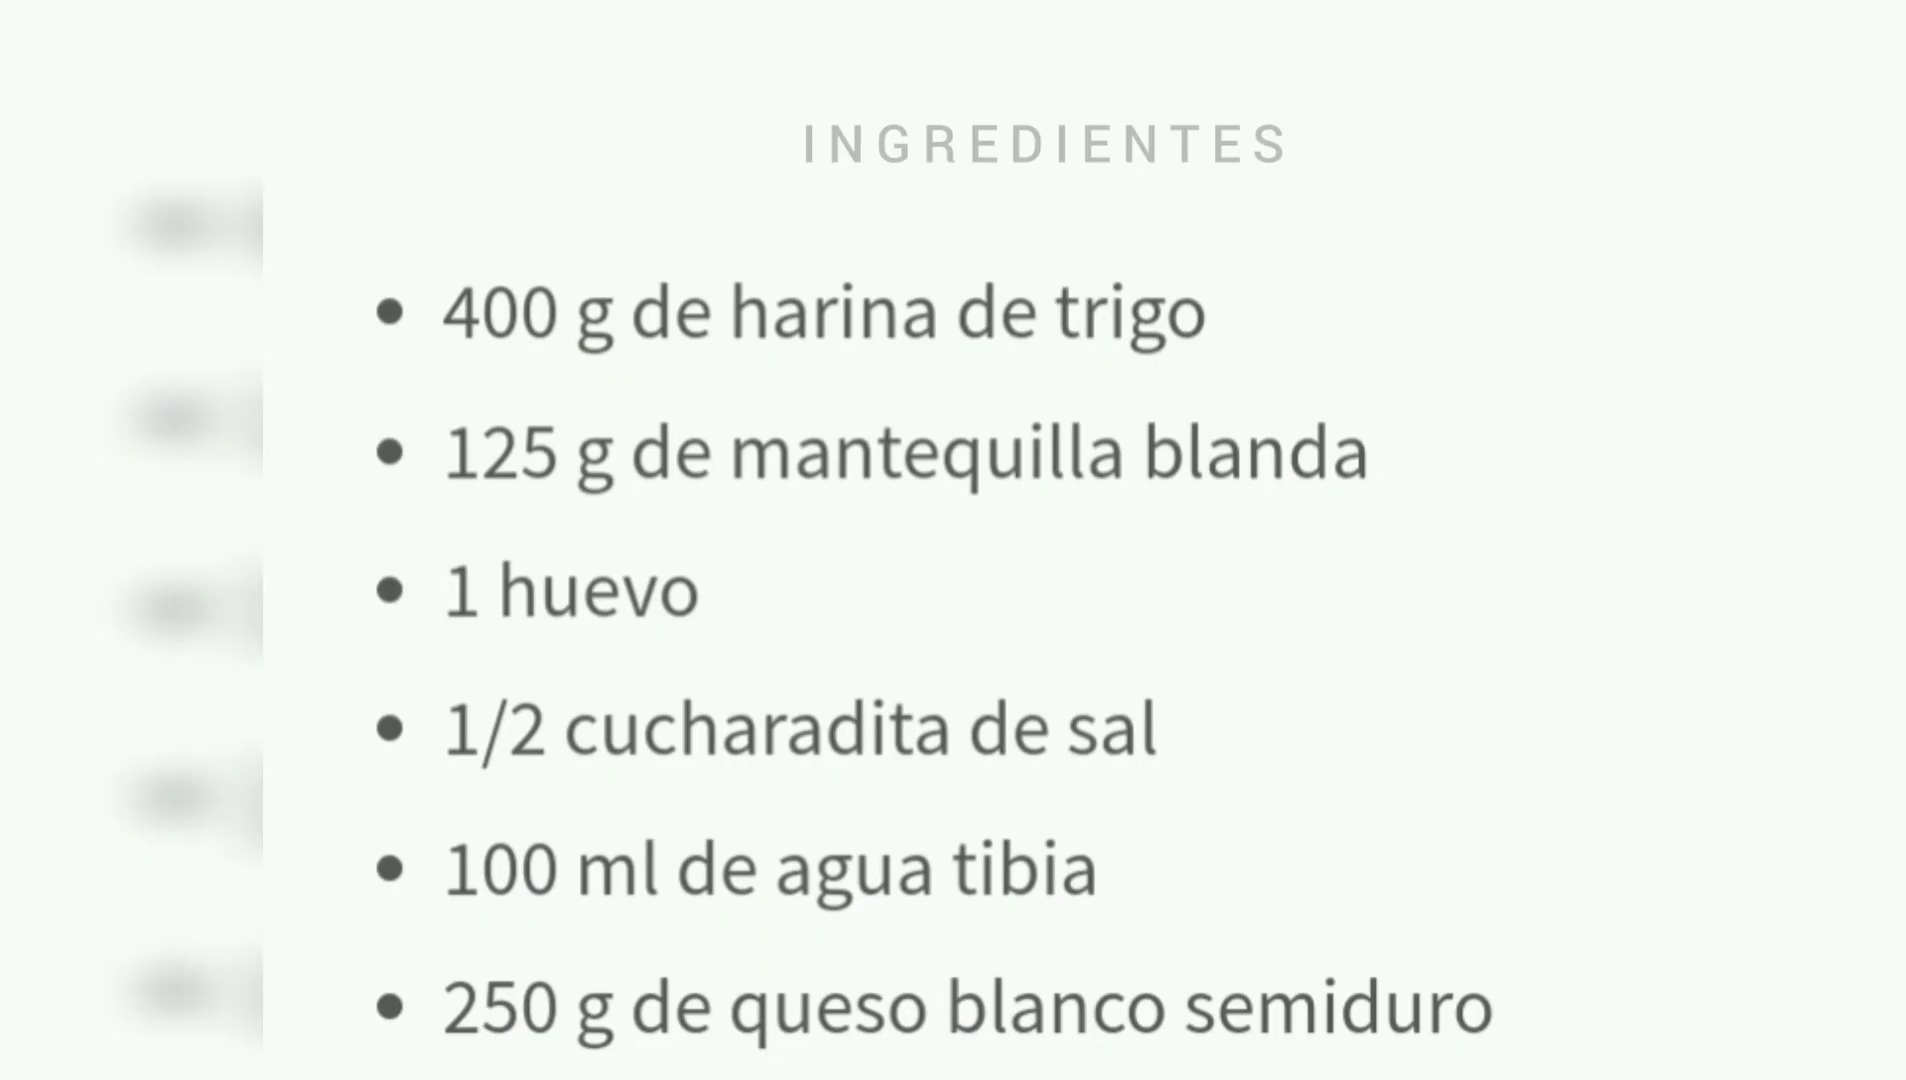 INGREDIENTES
• 400 g de harina de trigo
• 125 g de mantequilla blanda
• 1 huevo
• 1/2 cucharadita de sal
• 100 ml de agua tibia
• 250 g de queso blanco semiduro